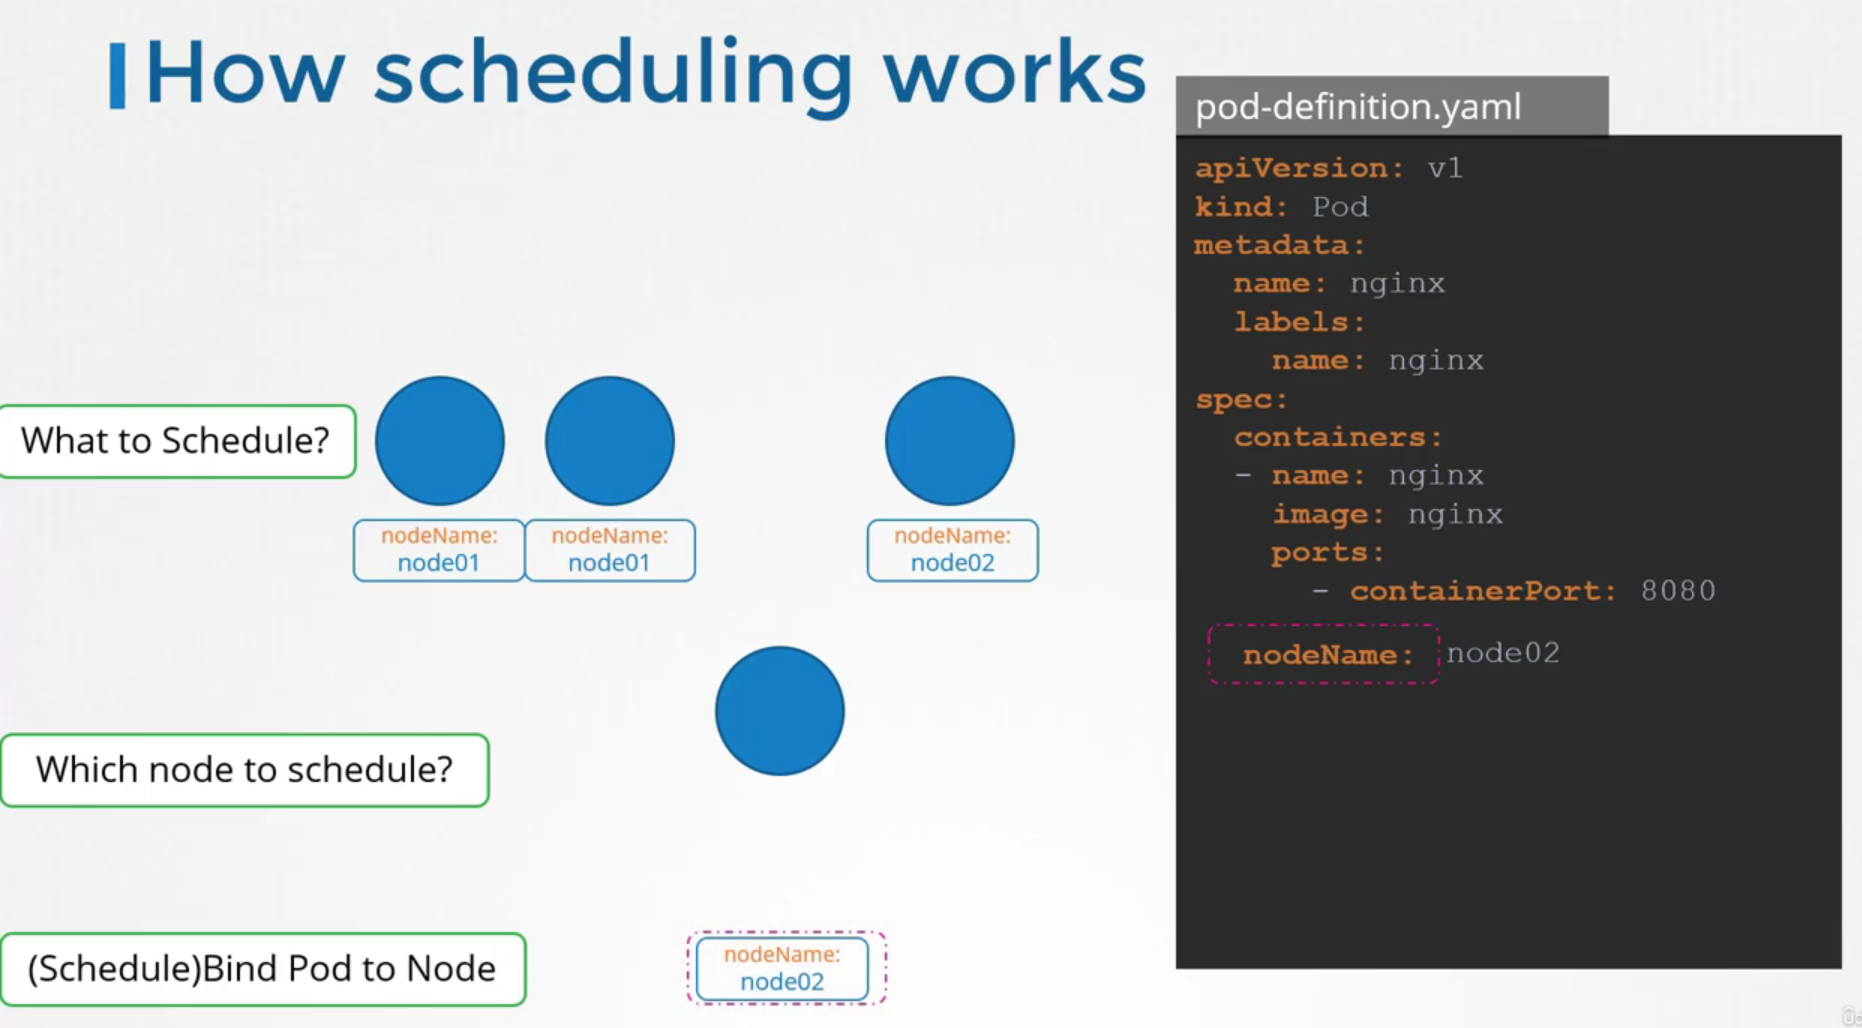 How scheduling works
pod-definition.yaml
apiVersion: v1
kind: Pod
metadata:
  name: nginx
  labels:
    name: nginx
spec:
  containers:
  - name: nginx
    image: nginx
    ports:
      - containerPort: 8080
  nodeName: node02
What to Schedule?
nodeName:
node01
nodeName:
node01
nodeName:
node02
Which node to schedule?
(Schedule)Bind Pod to Node
nodeName:
node02